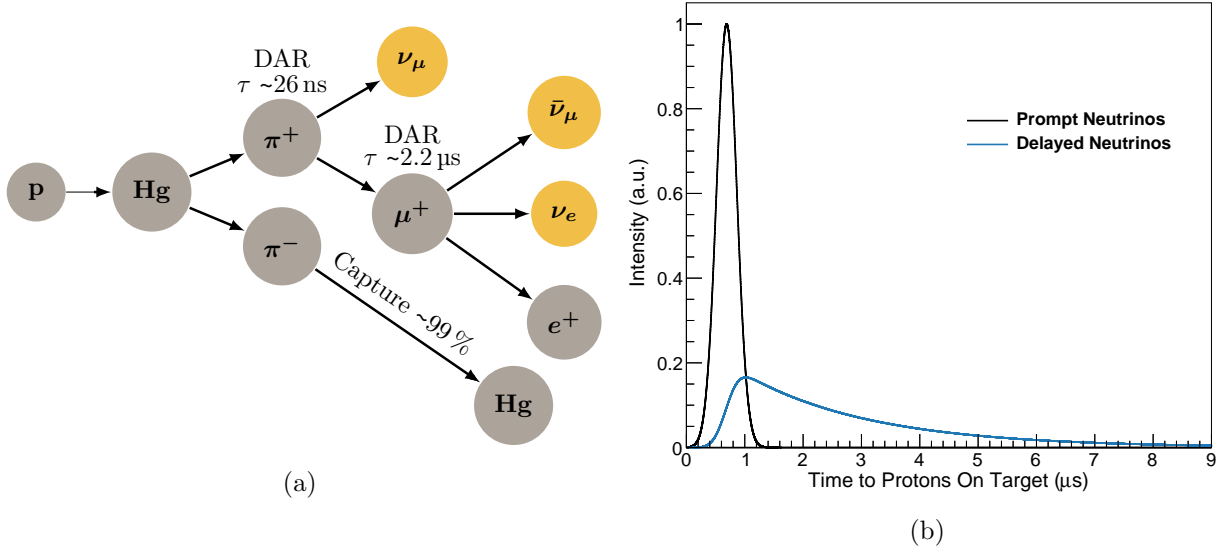 p
Hg
DAR
τ ~26 ns
π⁺
π⁻
ν_μ
DAR
τ ~2.2 µs
μ⁺
Capture ~99 %
ν̄_μ
ν_e
e⁺
Hg
(a)
Intensity (a.u.)
1
0.8
0.6
0.4
0.2
0
Prompt Neutrinos
Delayed Neutrinos
0 1 2 3 4 5 6 7 8 9
Time to Protons On Target (μs)
(b)